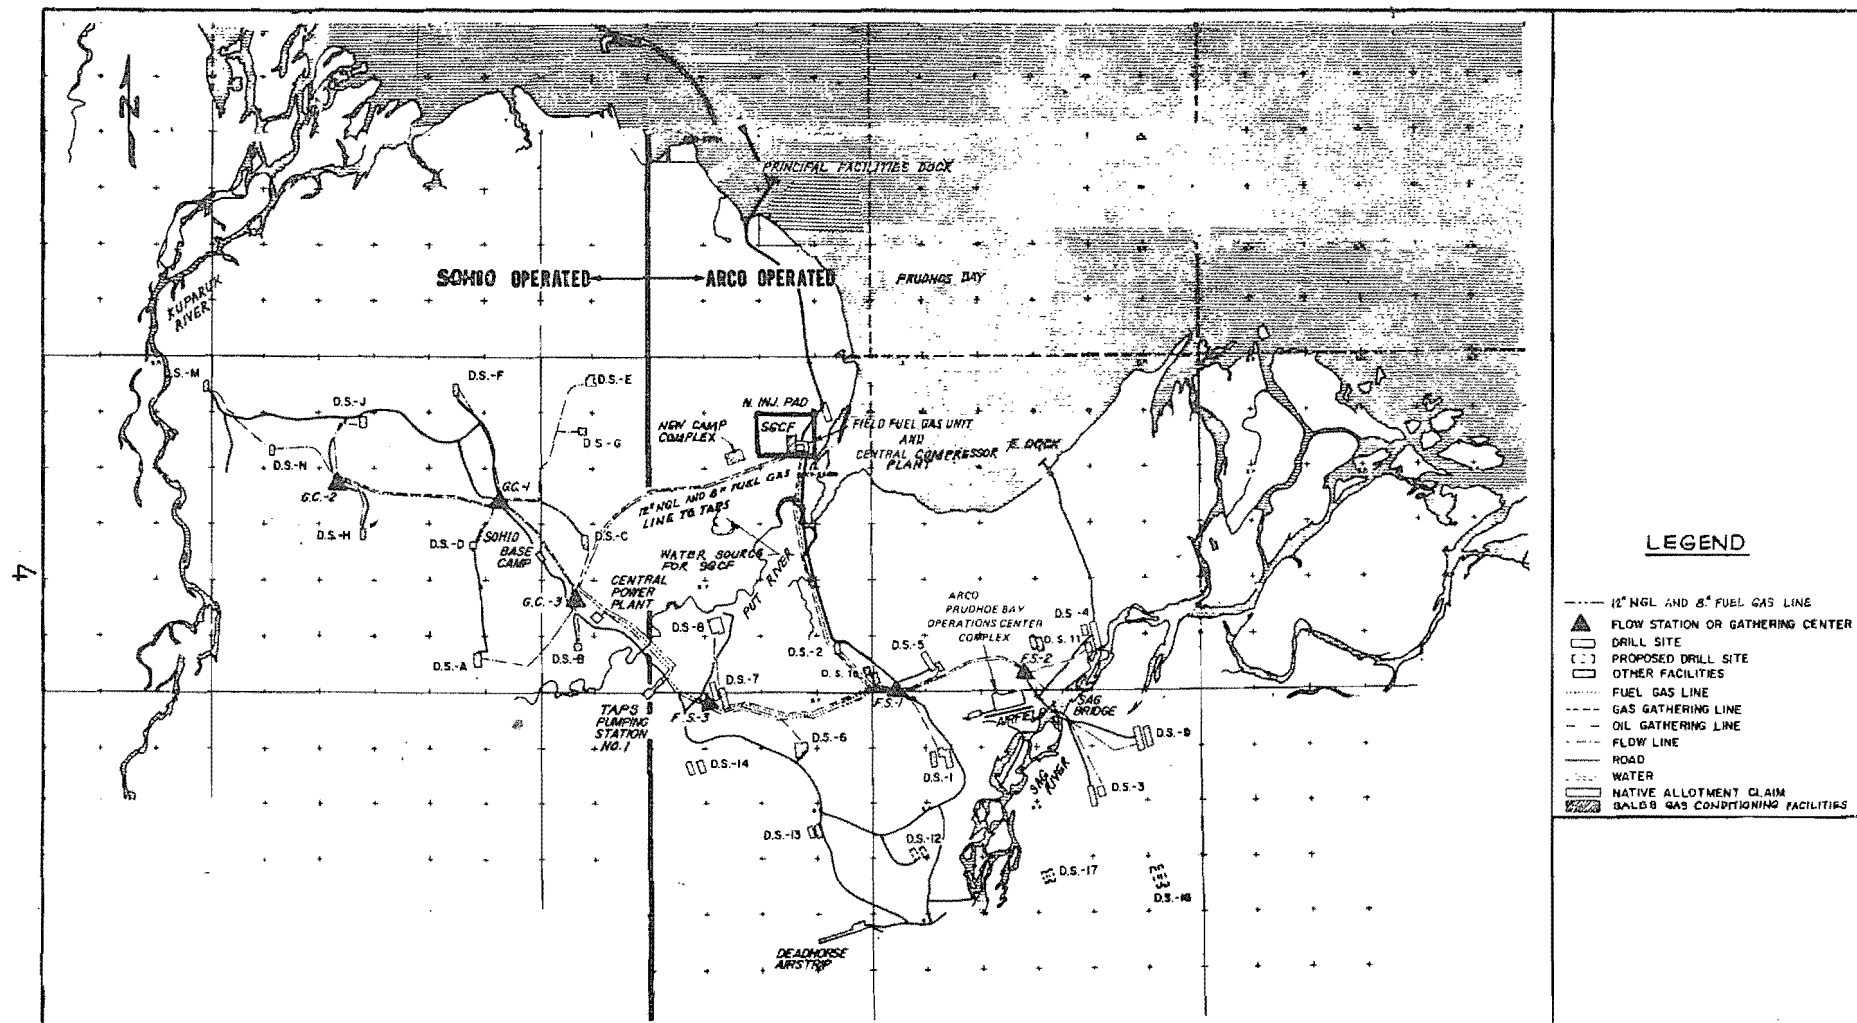 N
PRINCIPAL FACILITIES DOCK
SOHIO OPERATED
ARCO OPERATED
PRUDHOE BAY
KUPARUK
RIVER
D.S.-F
D.S.-E
D.S.-J
N. INJ. PAD
D.S.-G
NEW CAMP
COMPLEX
SGCF
FIELD FUEL GAS UNIT
AND
CENTRAL COMPRESSOR
PLANT
E. DOCK
D.S.-N
G.C.-2
G.C.-1
12" NGL AND 8" FUEL GAS
LINE TO TAPS
D.S.-H
D.S.-D
SOHIO
BASE
CAMP
D.S.-C
WATER SOURCE
FOR SGCF
PUT RIVER
4
G.C.-3
CENTRAL
POWER
PLANT
ARCO
PRUDHOE BAY
OPERATIONS CENTER
COMPLEX
D.S.-4
D.S.-8
D.S.-11
D.S.-A
D.S.-B
D.S.-2
D.S.-5
F.S.-2
D.S.-7
F.S.-1
TAPS
PUMPING
STATION
NO. 1
F.S.-3
AIRFIELD
SAG
BRIDGE
D.S.-9
D.S.-6
D.S.-14
D.S.-1
SAG
RIVER
D.S.-3
D.S.-13
D.S.-12
D.S.-17
D.S.-16
DEADHORSE
AIRSTRIP
LEGEND
12" NGL AND 8" FUEL GAS LINE
FLOW STATION OR GATHERING CENTER
DRILL SITE
PROPOSED DRILL SITE
OTHER FACILITIES
FUEL GAS LINE
GAS GATHERING LINE
OIL GATHERING LINE
FLOW LINE
ROAD
WATER
NATIVE ALLOTMENT CLAIM
SALES GAS CONDITIONING FACILITIES